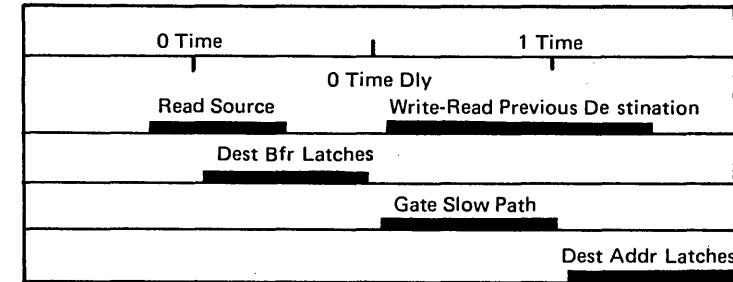 0 Time 1 Time
0 Time Dly
Read Source Write-Read Previous De stination
Dest Bfr Latches
Gate Slow Path
Dest Addr Latches